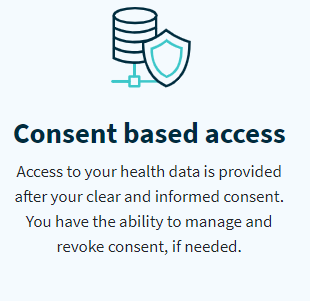 Consent based access
Access to your health data is provided
after your clear and informed consent.
You have the ability to manage and
revoke consent, if needed.